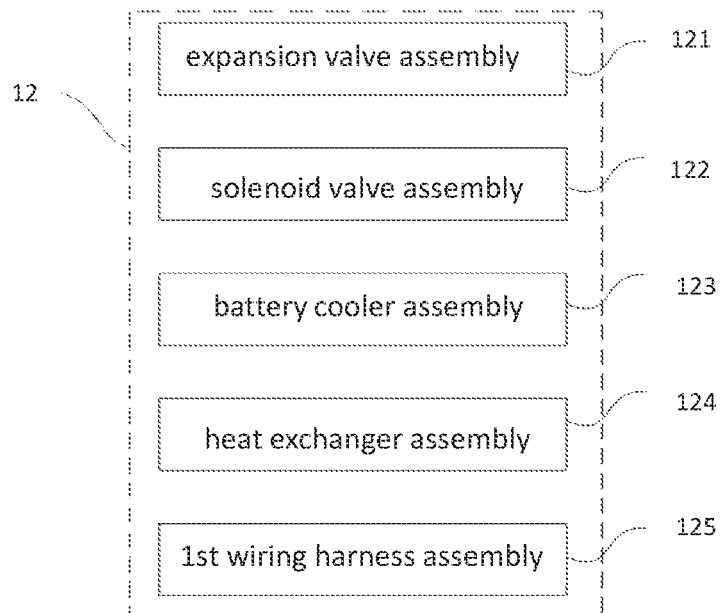 expansion valve assembly 121
12
solenoid valve assembly 122
battery cooler assembly 123
heat exchanger assembly 124
1st wiring harness assembly 125